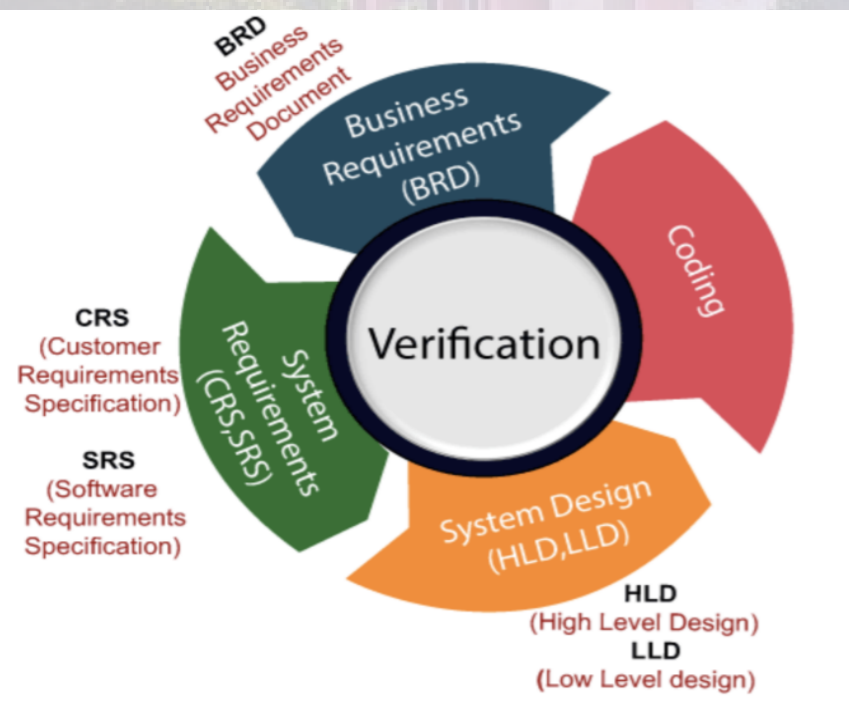 BRD
Business
Requirements
Document
Business
Requirements
(BRD)
Coding
Verification
CRS
(Customer
Requirements
Specification)
SRS
(Software
Requirements
Specification)
System
Requirements
(CRS,SRS)
System Design
(HLD,LLD)
HLD
(High Level Design)
LLD
(Low Level design)